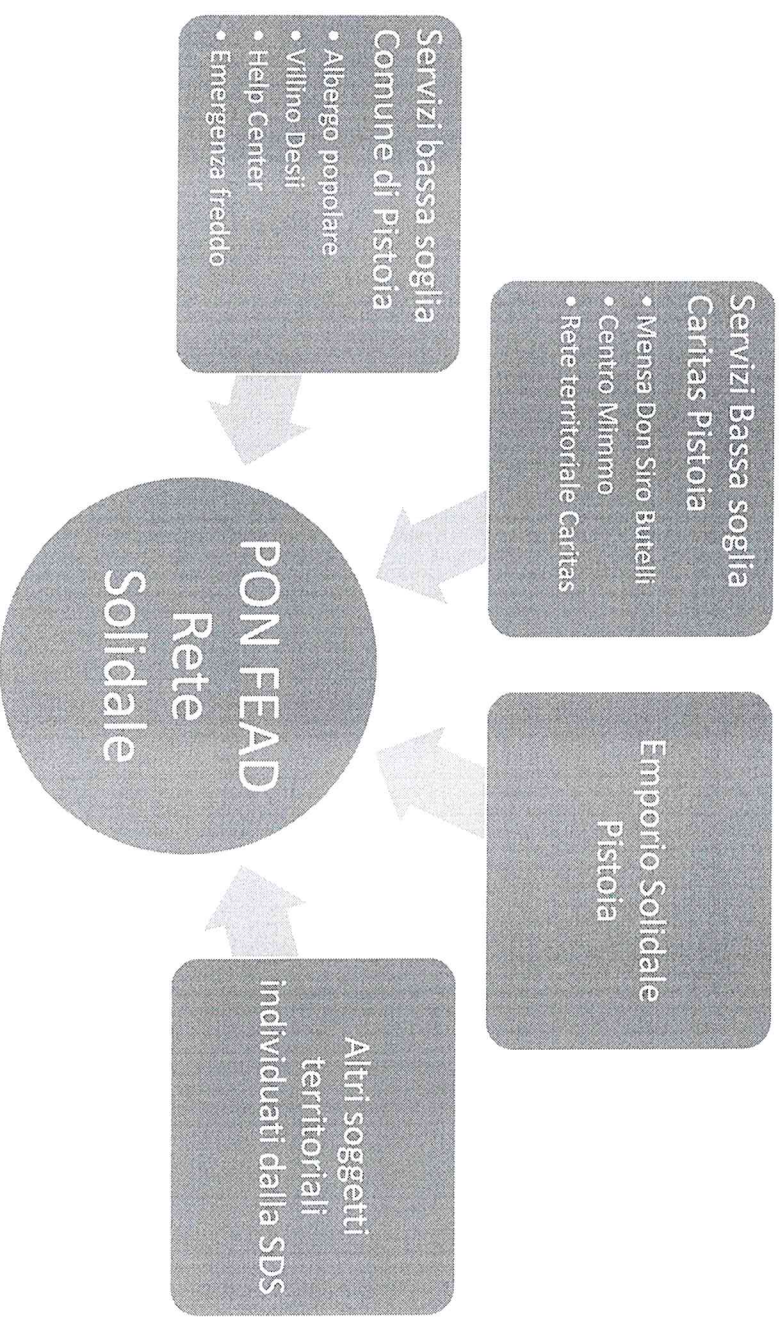 Servizi bassa soglia
Comune di Pistoia
• Albergo popolare
• Villino Desii
• Help Center
• Emergenza freddo
Servizi Bassa soglia
Caritas Pistoia
• Mensa Don Siro Butelli
• Centro Mimmo
• Rete territoriale Caritas
Emporio Solidale
Pistoia
Altri soggetti
territoriali
individuati dalla SDS
PON FEAD
Rete
Solidale